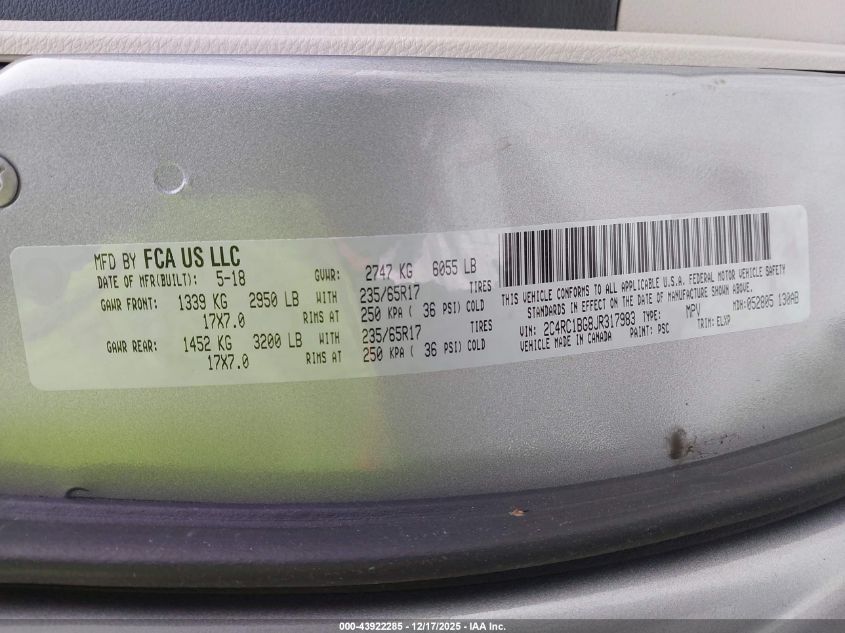 MFD BY FCA US LLC
DATE OF MFR(BUILT): 5-18 GVWR: 2747 KG 6055 LB
GAWR FRONT: 1339 KG 2950 LB WITH 235/65R17 TIRES
17X7.0 RIMS AT 250 KPA ( 36 PSI) COLD
GAWR REAR: 1452 KG 3200 LB WITH 235/65R17 TIRES
17X7.0 RIMS AT 250 KPA ( 36 PSI) COLD
THIS VEHICLE CONFORMS TO ALL APPLICABLE U.S.A. FEDERAL MOTOR VEHICLE SAFETY
STANDARDS IN EFFECT ON THE DATE OF MANUFACTURE SHOWN ABOVE.
VIN: 2C4RC1BG8JR317983 TYPE: MPV MDH:052805 130AB
VEHICLE MADE IN CANADA PAINT: PSC TRIM: ELXP
000-43922285 - 12/17/2025 - IAA Inc.